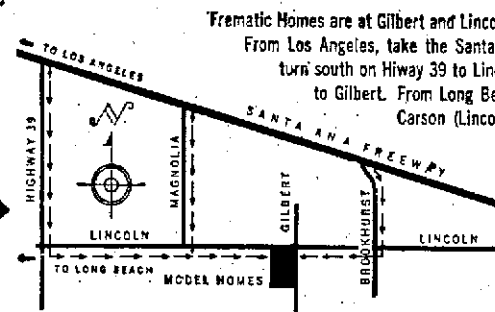 Trematic Homes are at Gilbert and Linco
From Los Angeles, take the Santa
turn south on Hiway 39 to Lin
to Gilbert. From Long Be
Carson (Linco
TO LOS ANGELES
SANTA ANA FREEWAY
HIGHWAY 39
N
MAGNOLIA
GILBERT
BROOKHURST
LINCOLN
LINCOLN
TO LONG BEACH
MODEL HOMES